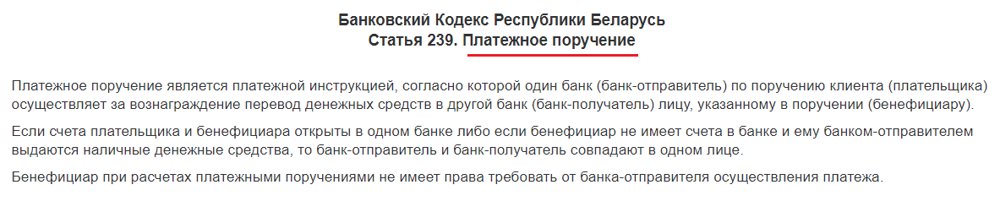 Банковский Кодекс Республики Беларусь
Статья 239. Платежное поручение
Платежное поручение является платежной инструкцией, согласно которой один банк (банк-отправитель) по поручению клиента (плательщика)
осуществляет за вознаграждение перевод денежных средств в другой банк (банк-получатель) лицу, указанному в поручении (бенефициару).
Если счета плательщика и бенефициара открыты в одном банке либо если бенефициар не имеет счета в банке и ему банком-отправителем
выдаются наличные денежные средства, то банк-отправитель и банк-получатель совпадают в одном лице.
Бенефициар при расчетах платежными поручениями не имеет права требовать от банка-отправителя осуществления платежа.